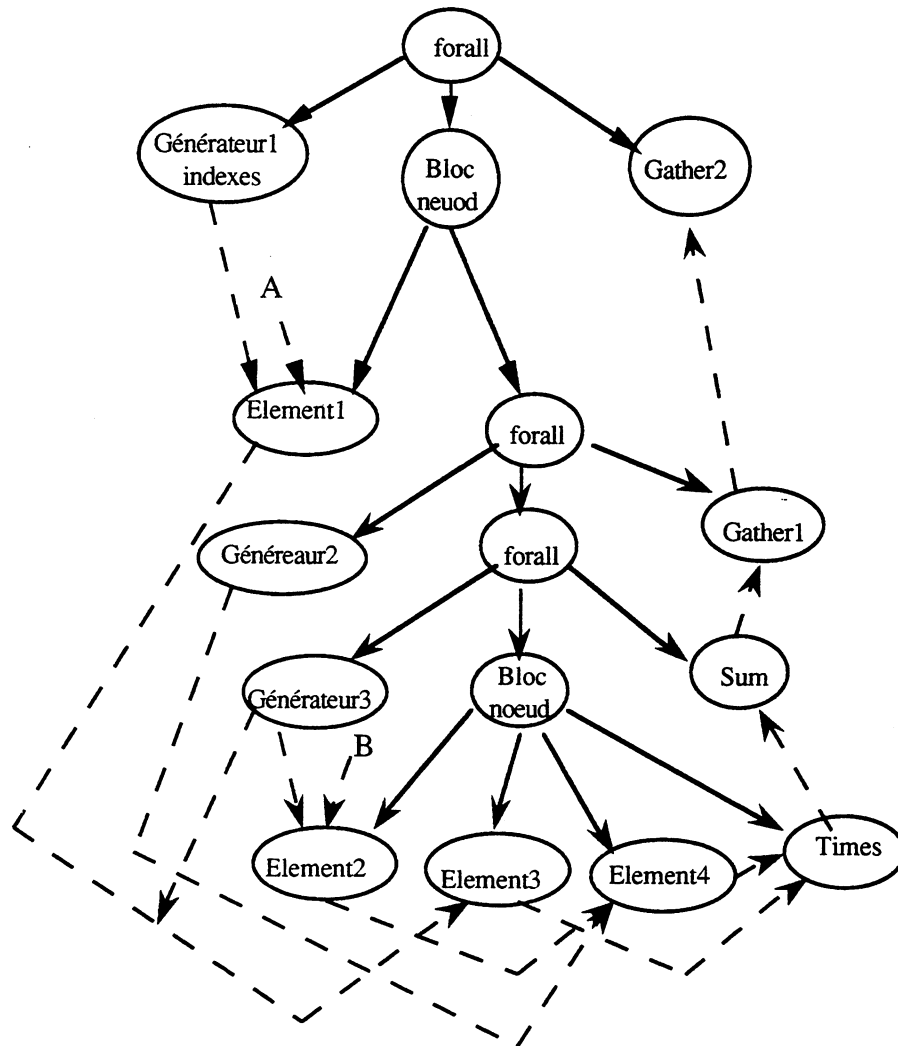 forall
Générateur1
indexes
Bloc
neuod
Gather2
A
Element1
forall
Gather1
Généreaur2
forall
Générateur3
Bloc
noeud
Sum
B
Element2
Element3
Element4
Times